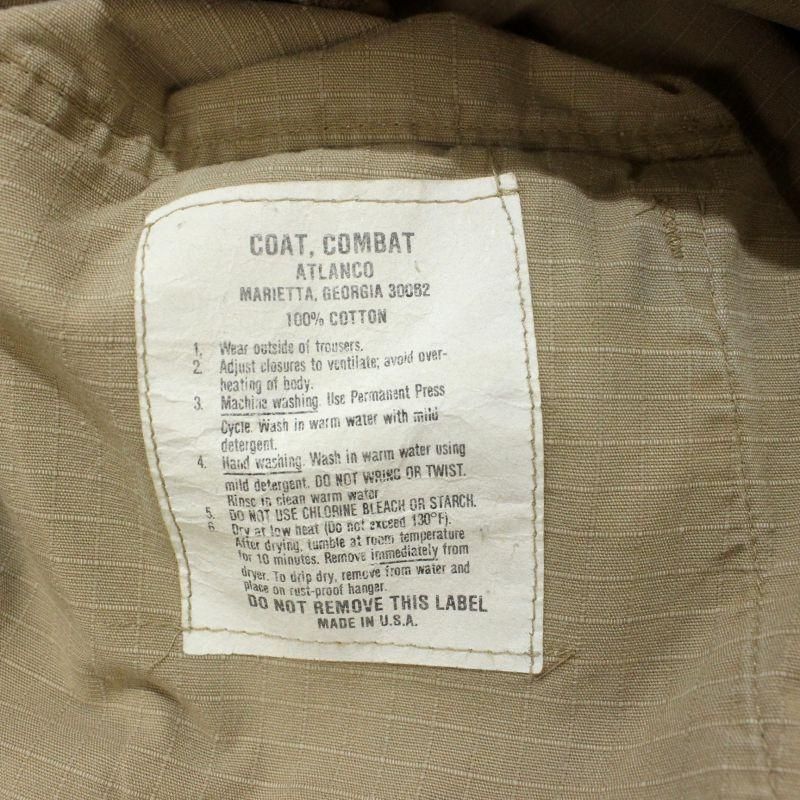 COAT, COMBAT
ATLANCO
MARIETTA, GEORGIA 30062
100% COTTON
1. Wear outside of trousers.
2. Adjust closures to ventilate; avoid over-
heating of body.
3. Machine washing. Use Permanent Press
Cycle. Wash in warm water with mild
detergent.
4. Hand washing. Wash in warm water using
mild detergent. DO NOT WRING OR TWIST.
Rinse in clean warm water.
5. DO NOT USE CHLORINE BLEACH OR STARCH.
6. Dry at low heat (Do not exceed 130°F).
After drying, tumble at room temperature
for 10 minutes. Remove immediately from
dryer. To drip dry, remove from water and
place on rust-proof hanger.
DO NOT REMOVE THIS LABEL
MADE IN U.S.A.